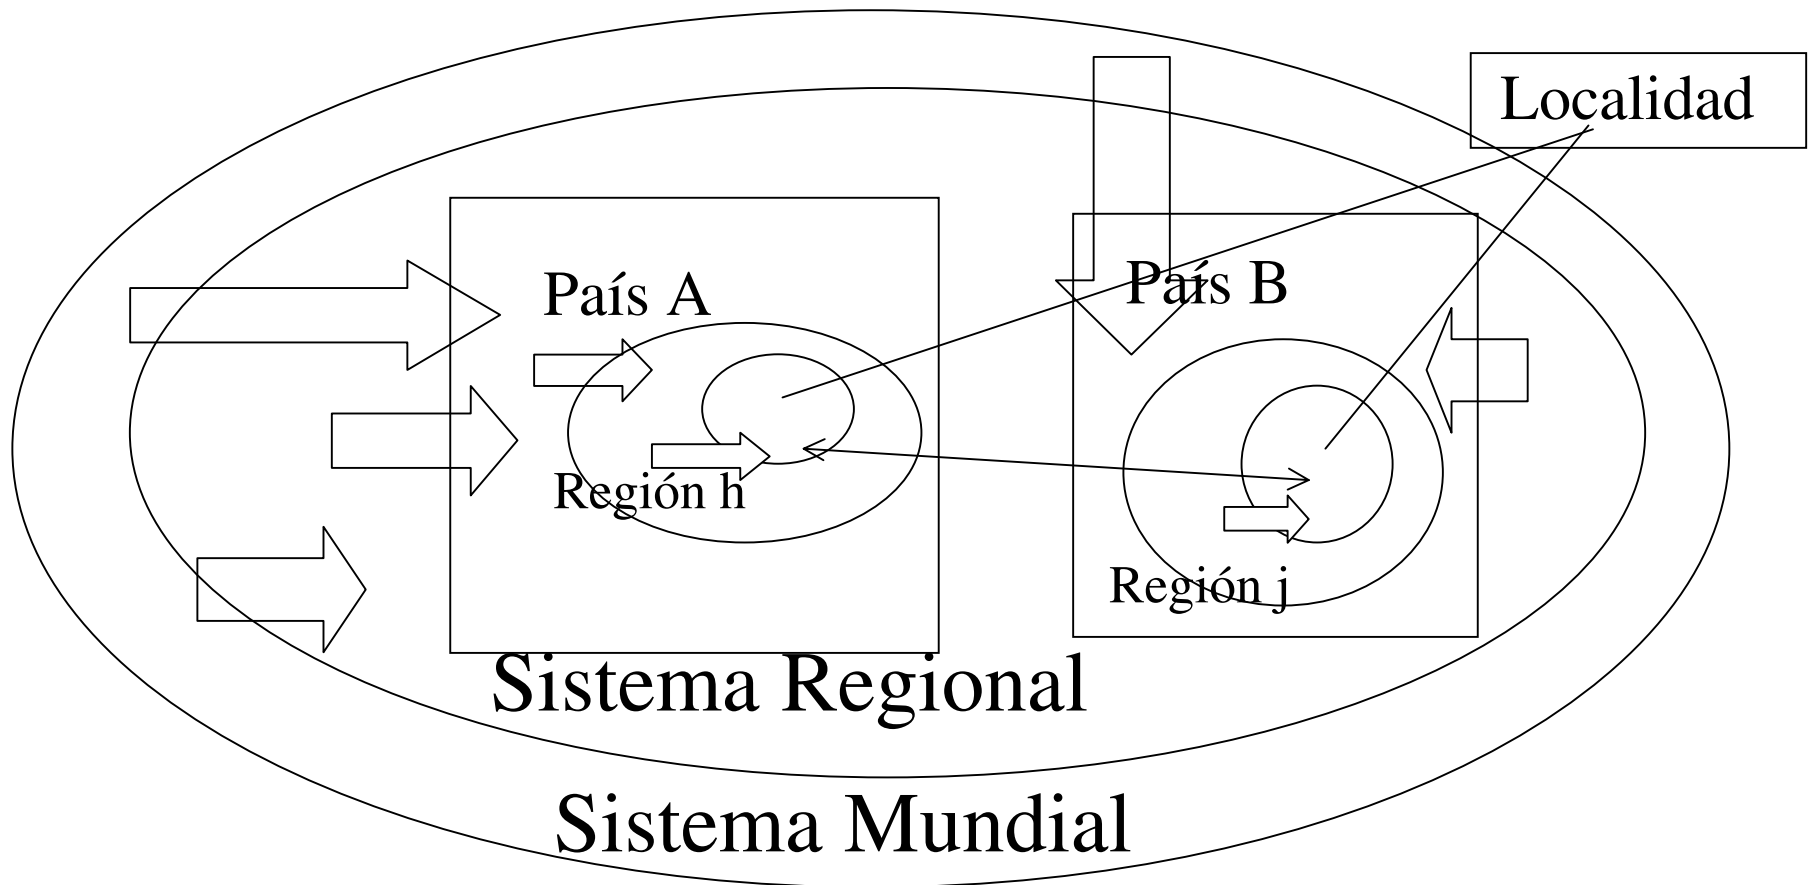 Localidad
País A
País B
Región h
Región j
Sistema Regional
Sistema Mundial